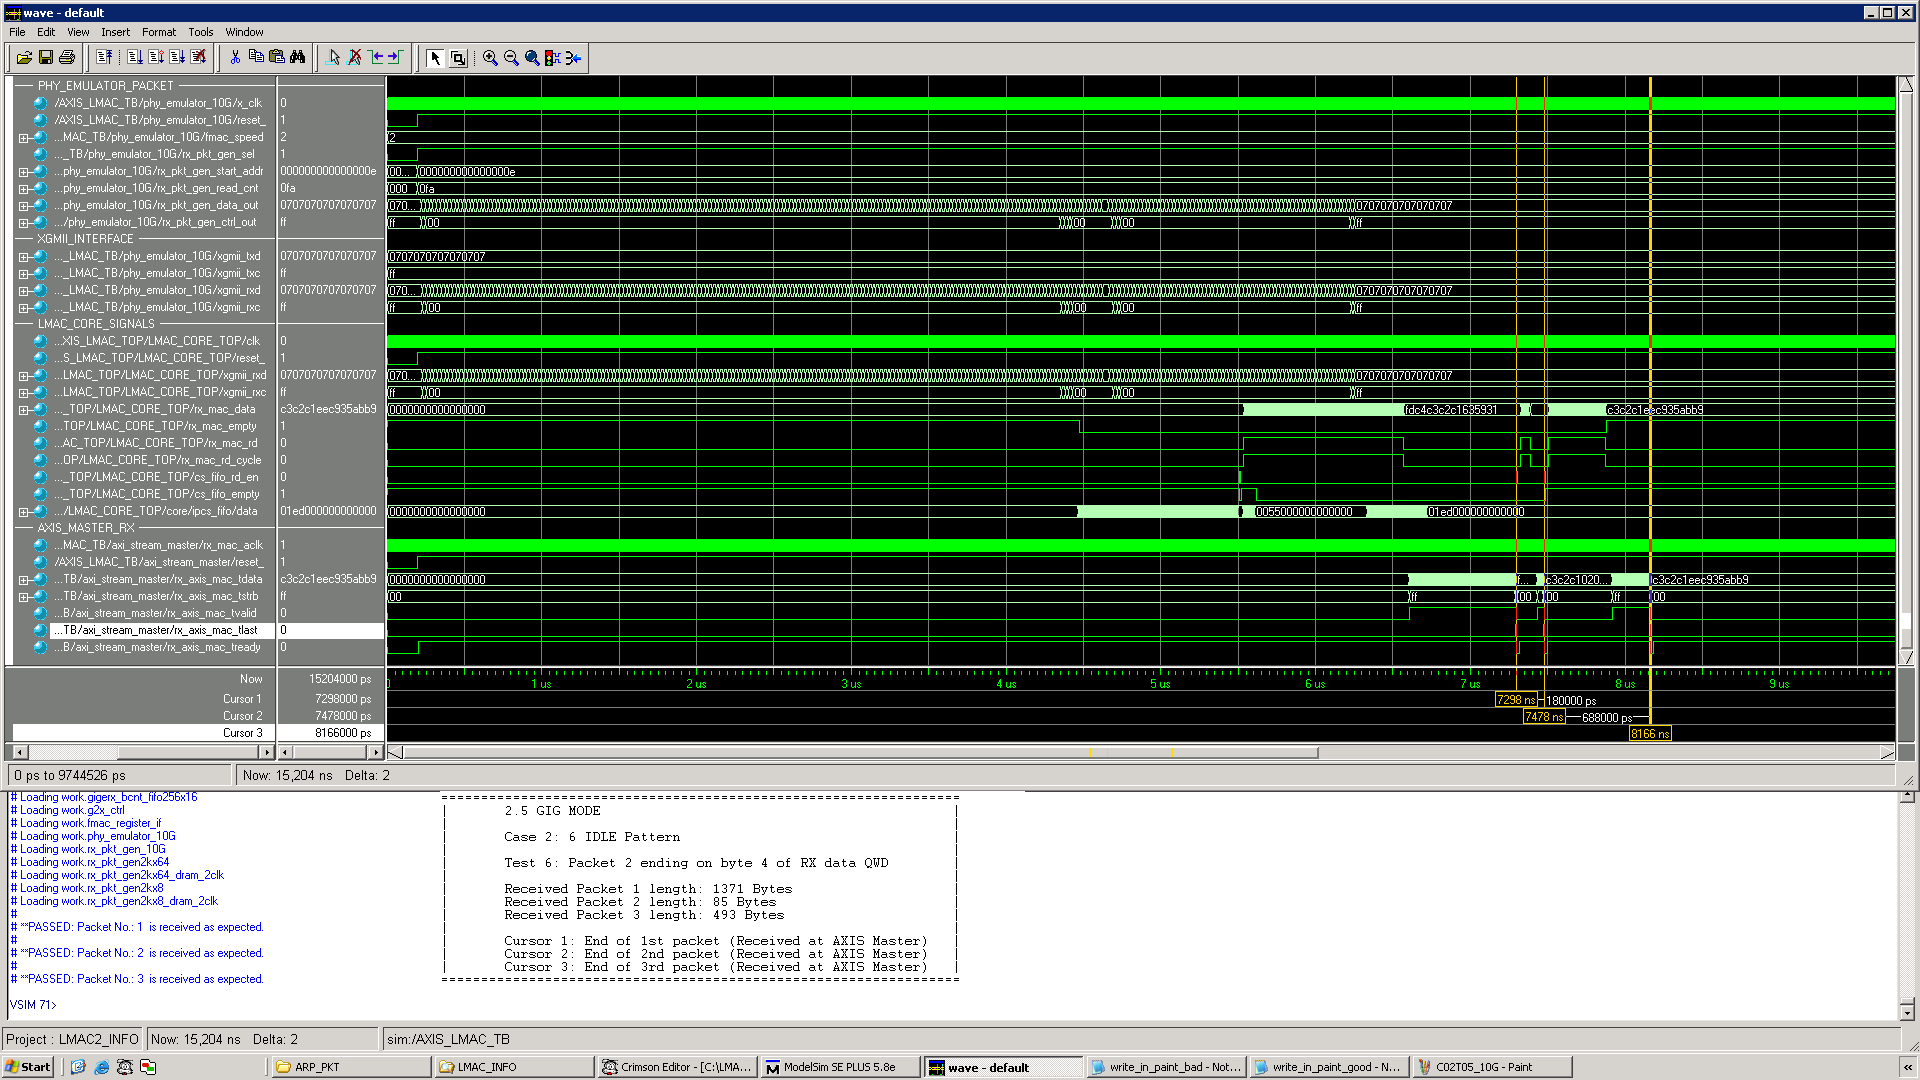 wave - default
File Edit View Insert Format Tools Window
PHY_EMULATOR_PACKET
/AXIS_LMAC_TB/phy_emulator_10G/x_clk 0
/AXIS_LMAC_TB/phy_emulator_10G/reset_ 1
...MAC_TB/phy_emulator_10G/fmac_speed 2 2
..._TB/phy_emulator_10G/rx_pkt_gen_sel 1
...phy_emulator_10G/rx_pkt_gen_start_addr 000000000000000e 00... 000000000000000e
...phy_emulator_10G/rx_pkt_gen_read_cnt 0fa 000 0fa
...phy_emulator_10G/rx_pkt_gen_data_out 0707070707070707 070... 0707070707070707
.../phy_emulator_10G/rx_pkt_gen_ctrl_out ff ff 00 00 00 ff
XGMII_INTERFACE
..._LMAC_TB/phy_emulator_10G/xgmii_txd 0707070707070707 0707070707070707
..._LMAC_TB/phy_emulator_10G/xgmii_txc ff ff
..._LMAC_TB/phy_emulator_10G/xgmii_rxd 0707070707070707 070... 0707070707070707
..._LMAC_TB/phy_emulator_10G/xgmii_rxc ff ff 00 00 00 ff
LMAC_CORE_SIGNALS
...XIS_LMAC_TOP/LMAC_CORE_TOP/clk 0
...S_LMAC_TOP/LMAC_CORE_TOP/reset_ 1
...LMAC_TOP/LMAC_CORE_TOP/xgmii_rxd 0707070707070707 070... 0707070707070707
...LMAC_TOP/LMAC_CORE_TOP/xgmii_rxc ff ff 00 00 00 ff
..._TOP/LMAC_CORE_TOP/rx_mac_data c3c2c1eec935abb9 0000000000000000 fdc4c3c2c1635931 c3c2c1eec935abb9
...TOP/LMAC_CORE_TOP/rx_mac_empty 1
...AC_TOP/LMAC_CORE_TOP/rx_mac_rd 0
...OP/LMAC_CORE_TOP/rx_mac_rd_cycle 0
..._TOP/LMAC_CORE_TOP/cs_fifo_rd_en 0
..._TOP/LMAC_CORE_TOP/cs_fifo_empty 1
.../LMAC_CORE_TOP/core/ipcs_fifo/data 01ed000000000000 0000000000000000 0055000000000000 01ed000000000000
AXIS_MASTER_RX
...MAC_TB/axi_stream_master/rx_mac_aclk 1
/AXIS_LMAC_TB/axi_stream_master/reset_ 1
...TB/axi_stream_master/rx_axis_mac_tdata c3c2c1eec935abb9 0000000000000000 f... c3c2c1020... c3c2c1eec935abb9
...TB/axi_stream_master/rx_axis_mac_tstrb ff 00 ff 00 00 ff 00
...B/axi_stream_master/rx_axis_mac_tvalid 0
...TB/axi_stream_master/rx_axis_mac_tlast 0
...B/axi_stream_master/rx_axis_mac_tready 0
Now 15204000 ps 1 us 2 us 3 us 4 us 5 us 6 us 7 us 8 us 9 us
Cursor 1 7298000 ps 7298 ns 180000 ps
Cursor 2 7478000 ps 7478 ns 688000 ps
Cursor 3 8166000 ps 8166 ns
0 ps to 9744526 ps Now: 15,204 ns Delta: 2
# Loading work.gigerx_bcnt_fifo256x16
# Loading work.g2x_ctrl
# Loading work.fmac_register_if
# Loading work.phy_emulator_10G
# Loading work.rx_pkt_gen_10G
# Loading work.rx_pkt_gen2kx64
# Loading work.rx_pkt_gen2kx64_dram_2clk
# Loading work.rx_pkt_gen2kx8
# Loading work.rx_pkt_gen2kx8_dram_2clk
#
# **PASSED: Packet No.: 1 is received as expected.
#
# **PASSED: Packet No.: 2 is received as expected.
#
# **PASSED: Packet No.: 3 is received as expected.
VSIM 71>
2.5 GIG MODE
Case 2: 6 IDLE Pattern
Test 6: Packet 2 ending on byte 4 of RX data QWD
Received Packet 1 length: 1371 Bytes
Received Packet 2 length: 85 Bytes
Received Packet 3 length: 493 Bytes
Cursor 1: End of 1st packet (Received at AXIS Master)
Cursor 2: End of 2nd packet (Received at AXIS Master)
Cursor 3: End of 3rd packet (Received at AXIS Master)
Project : LMAC2_INFO Now: 15,204 ns Delta: 2 sim:/AXIS_LMAC_TB
Start ARP_PKT LMAC_INFO Crimson Editor - [C:\LMA... ModelSim SE PLUS 5.8e wave - default write_in_paint_bad - Not... write_in_paint_good - N... C02T05_10G - Paint